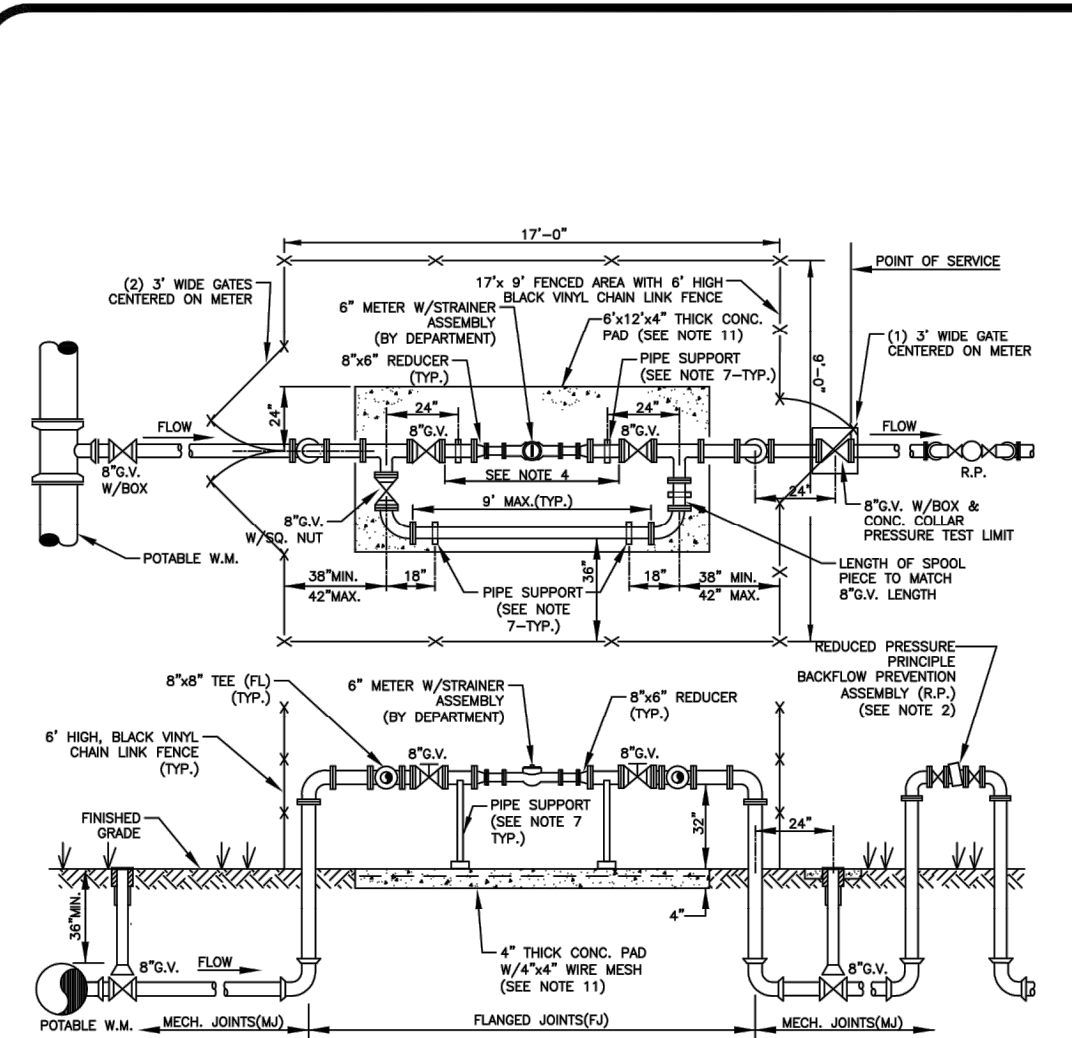 17'-0"
POINT OF SERVICE
(2) 3' WIDE GATES
CENTERED ON METER
17'x 9' FENCED AREA WITH 6' HIGH
BLACK VINYL CHAIN LINK FENCE
6" METER W/STRAINER
ASSEMBLY
(BY DEPARTMENT)
6'x12'x4" THICK CONC.
PAD (SEE NOTE 11)
(1) 3' WIDE GATE
CENTERED ON METER
9'-0"
8"x6" REDUCER
(TYP.)
PIPE SUPPORT
(SEE NOTE 7-TYP.)
24"
24"
24"
FLOW
8"G.V.
8"G.V.
FLOW
8"G.V.
W/BOX
SEE NOTE 4
R.P.
24"
9' MAX.(TYP.)
8"G.V.
W/SQ. NUT
8"G.V. W/BOX &
CONC. COLLAR
PRESSURE TEST LIMIT
POTABLE W.M.
36"
LENGTH OF SPOOL
PIECE TO MATCH
8"G.V. LENGTH
38"MIN.
42"MAX.
18"
18"
38" MIN.
42" MAX.
PIPE SUPPORT
(SEE NOTE
7-TYP.)
REDUCED PRESSURE
PRINCIPLE
BACKFLOW PREVENTION
ASSEMBLY (R.P.)
(SEE NOTE 2)
8"x8" TEE (FL)
(TYP.)
6" METER W/STRAINER
ASSEMBLY
(BY DEPARTMENT)
8"x6" REDUCER
(TYP.)
6' HIGH, BLACK VINYL
CHAIN LINK FENCE
(TYP.)
8"G.V.
8"G.V.
FINISHED
GRADE
PIPE SUPPORT
(SEE NOTE 7
TYP.)
32"
24"
36"MIN.
4"
4" THICK CONC. PAD
W/4"x4" WIRE MESH
(SEE NOTE 11)
8"G.V.
FLOW
8"G.V.
POTABLE W.M.
MECH. JOINTS(MJ)
FLANGED JOINTS(FJ)
MECH. JOINTS(MJ)